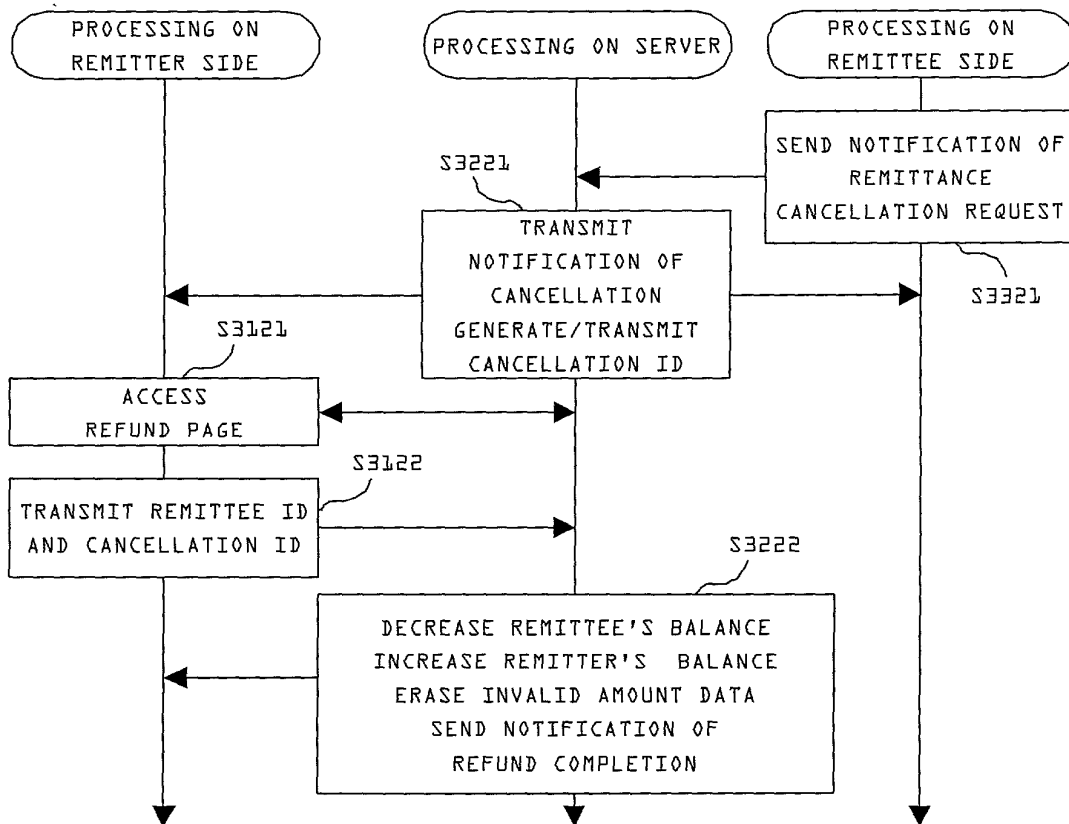 PROCESSING ON
REMITTER SIDE
PROCESSING ON SERVER
PROCESSING ON
REMITTEE SIDE
SEND NOTIFICATION OF
REMITTANCE
CANCELLATION REQUEST
S3321
S3221
TRANSMIT
NOTIFICATION OF
CANCELLATION
GENERATE/TRANSMIT
CANCELLATION ID
S3121
ACCESS
REFUND PAGE
S3122
TRANSMIT REMITTEE ID
AND CANCELLATION ID
S3222
DECREASE REMITTEE'S BALANCE
INCREASE REMITTER'S BALANCE
ERASE INVALID AMOUNT DATA
SEND NOTIFICATION OF
REFUND COMPLETION